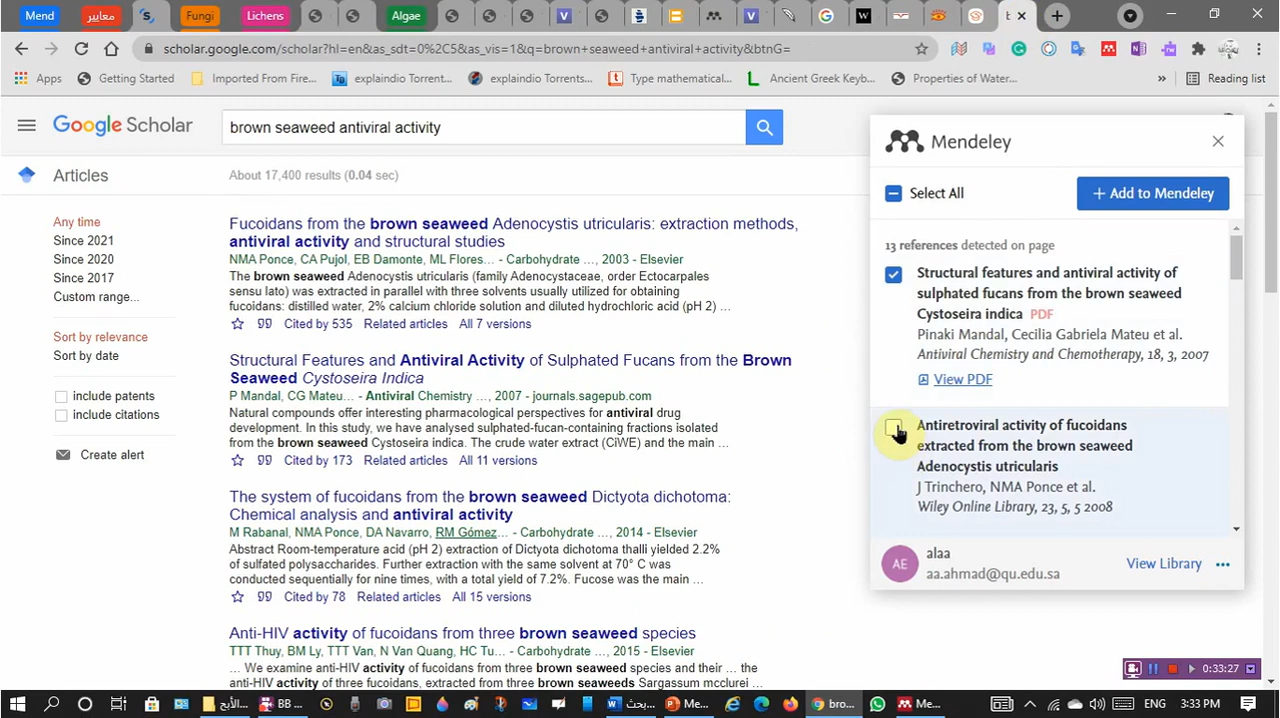 Mend
معايير
Fungi
Lichens
Algae
scholar.google.com/scholar?hl=en&as_sdt=0%2C5&as_vis=1&q=brown+seaweed+antiviral+activity&btnG=
Apps
Getting Started
Imported From Fire...
explaindio Torrent...
explaindio Torrents...
Type mathematical...
Ancient Greek Keyb...
Properties of Water...
»
Reading list
Google Scholar
brown seaweed antiviral activity
Articles
About 17,400 results (0.04 sec)
Any time
Since 2021
Since 2020
Since 2017
Custom range...
Sort by relevance
Sort by date
include patents
include citations
Create alert
Fucoidans from the brown seaweed Adenocystis utricularis: extraction methods,
antiviral activity and structural studies
NMA Ponce, CA Pujol, EB Damonte, ML Flores... - Carbohydrate ..., 2003 - Elsevier
The brown seaweed Adenocystis utricularis (family Adenocystaceae, order Ectocarpales
sensu lato) was extracted in parallel with three solvents usually utilized for obtaining
fucoidans: distilled water, 2% calcium chloride solution and diluted hydrochloric acid (pH 2) ...
Cited by 535 Related articles All 7 versions
Structural Features and Antiviral Activity of Sulphated Fucans from the Brown
Seaweed Cystoseira Indica
P Mandal, CG Mateu... - Antiviral Chemistry ..., 2007 - journals.sagepub.com
Natural compounds offer interesting pharmacological perspectives for antiviral drug
development. In this study, we have analysed sulphated-fucan-containing fractions isolated
from the brown seaweed Cystoseira indica. The crude water extract (CiWE) and the main ...
Cited by 173 Related articles All 11 versions
The system of fucoidans from the brown seaweed Dictyota dichotoma:
Chemical analysis and antiviral activity
M Rabanal, NMA Ponce, DA Navarro, RM Gómez... - Carbohydrate ..., 2014 - Elsevier
Abstract Room-temperature acid (pH 2) extraction of Dictyota dichotoma thalli yielded 2.2%
of sulfated polysaccharides. Further extraction with the same solvent at 70° C was
conducted sequentially for nine times, with a total yield of 7.2%. Fucose was the main ...
Cited by 78 Related articles All 15 versions
Anti-HIV activity of fucoidans from three brown seaweed species
TTT Thuy, BM Ly, TTT Van, N Van Quang, HC Tu... - Carbohydrate ..., 2015 - Elsevier
... We examine anti-HIV activity of fucoidans from three brown seaweed species and their ... the
anti-HIV activity of three fucoidans, extracted from three brown seaweeds Sargassum mcclurei ...
Mendeley
Select All
+ Add to Mendeley
13 references detected on page
Structural features and antiviral activity of
sulphated fucans from the brown seaweed
Cystoseira indica PDF
Pinaki Mandal, Cecilia Gabriela Mateu et al.
Antiviral Chemistry and Chemotherapy, 18, 3, 2007
View PDF
Antiretroviral activity of fucoidans
extracted from the brown seaweed
Adenocystis utricularis
J Trinchero, NMA Ponce et al.
Wiley Online Library, 23, 5, 5 2008
AE
alaa
aa.ahmad@qu.edu.sa
View Library
0:33:27
BB ...
Me...
bro...
Me...
ENG
3:33 PM